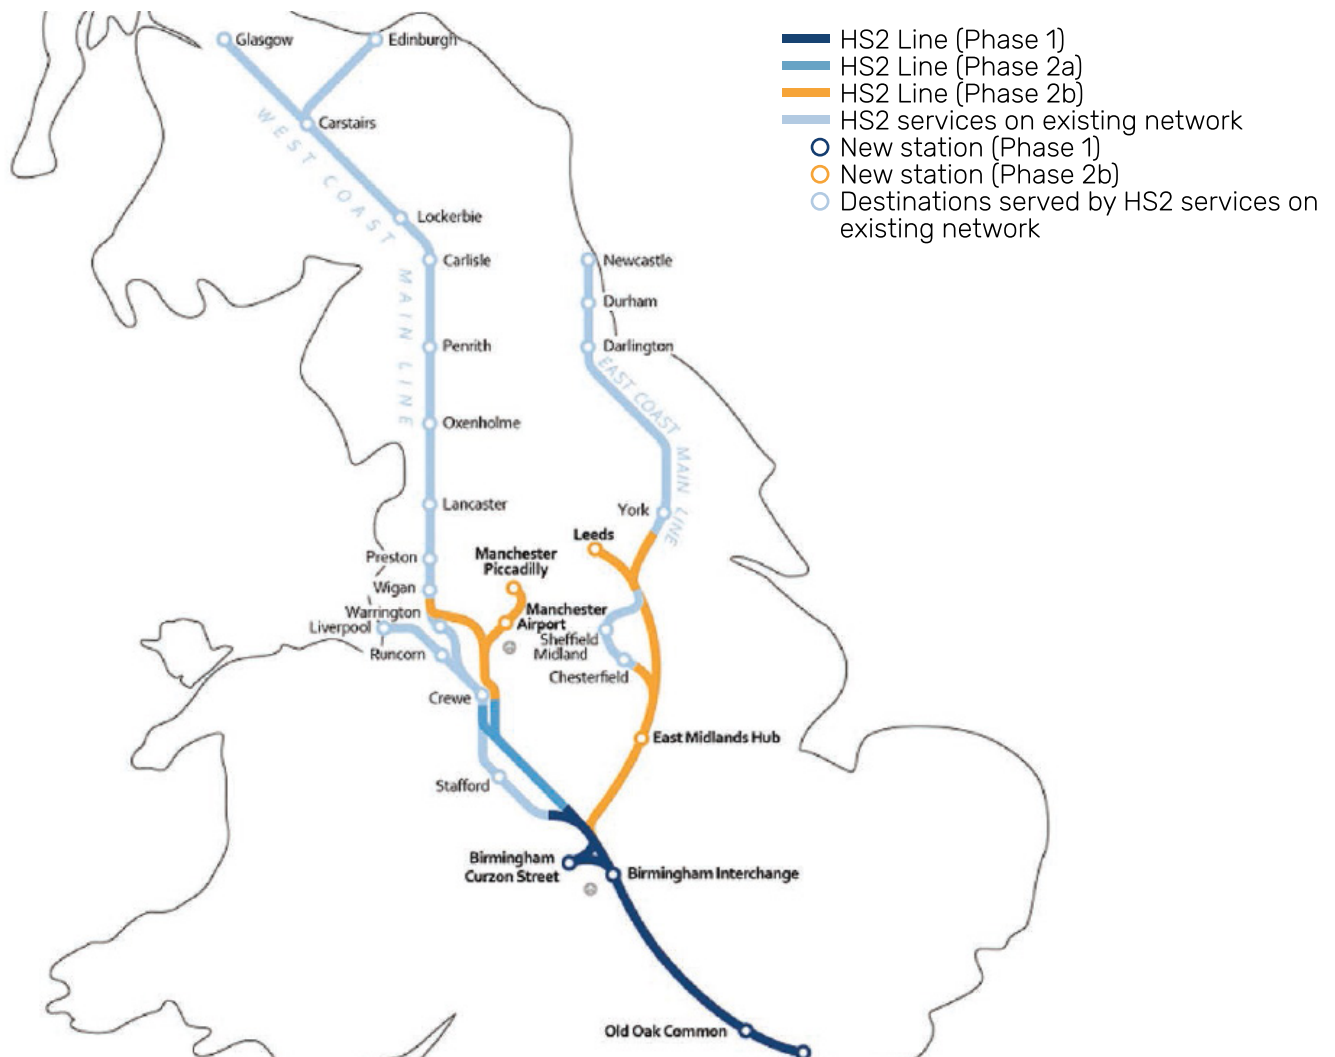 HS2 Line (Phase 1)
HS2 Line (Phase 2a)
HS2 Line (Phase 2b)
HS2 services on existing network
New station (Phase 1)
New station (Phase 2b)
Destinations served by HS2 services on
existing network
Glasgow
Edinburgh
Carstairs
WEST COAST MAIN LINE
Lockerbie
Carlisle
Newcastle
Durham
Penrith
Darlington
EAST COAST MAIN LINE
Oxenholme
Lancaster
York
Leeds
Preston
Manchester
Piccadilly
Wigan
Warrington
Manchester
Airport
Liverpool
Sheffield
Midland
Runcorn
Chesterfield
Crewe
East Midlands Hub
Stafford
Birmingham
Curzon Street
Birmingham Interchange
Old Oak Common